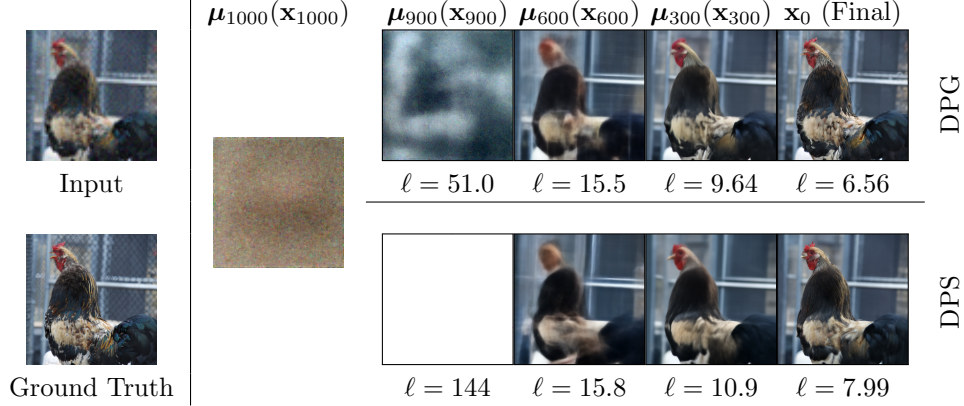 μ₁₀₀₀(x₁₀₀₀) μ₉₀₀(x₉₀₀) μ₆₀₀(x₆₀₀) μ₃₀₀(x₃₀₀) x₀ (Final)
DPG
Input
ℓ = 51.0 ℓ = 15.5 ℓ = 9.64 ℓ = 6.56
DPS
Ground Truth
ℓ = 144 ℓ = 15.8 ℓ = 10.9 ℓ = 7.99